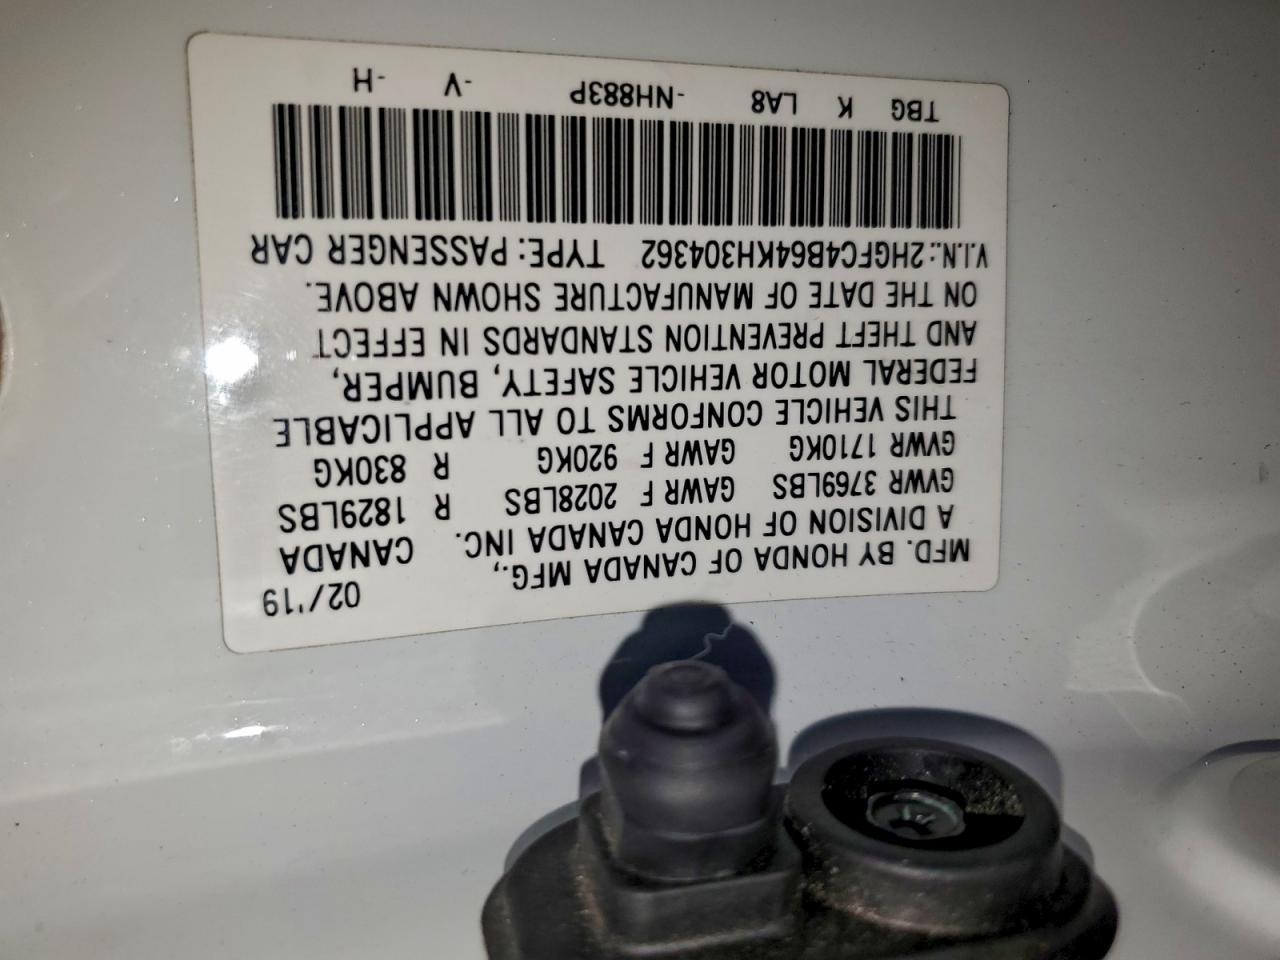 MFD. BY HONDA OF CANADA MFG., 02/'19
A DIVISION OF HONDA CANADA INC. CANADA
GVWR 3769LBS GAWR F 2028LBS R 1829LBS
GVWR 1710KG GAWR F 920KG R 830KG
THIS VEHICLE CONFORMS TO ALL APPLICABLE
FEDERAL MOTOR VEHICLE SAFETY, BUMPER,
AND THEFT PREVENTION STANDARDS IN EFFECT
ON THE DATE OF MANUFACTURE SHOWN ABOVE.
V.I.N.: 2HGFC4B64KH304362 TYPE: PASSENGER CAR
TBG K LA8 -NH883P -V -H